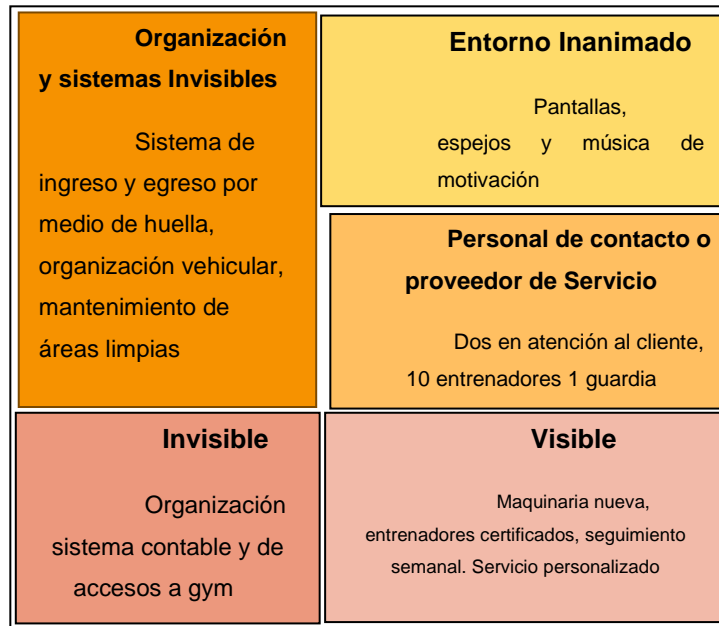 Organización
y sistemas Invisibles
Sistema de
ingreso y egreso por
medio de huella,
organización vehicular,
mantenimiento de
áreas limpias
Entorno Inanimado
Pantallas,
espejos y música de
motivación
Personal de contacto o
proveedor de Servicio
Dos en atención al cliente,
10 entrenadores 1 guardia
Invisible
Organización
sistema contable y de
accesos a gym
Visible
Maquinaria nueva,
entrenadores certificados, seguimiento
semanal. Servicio personalizado